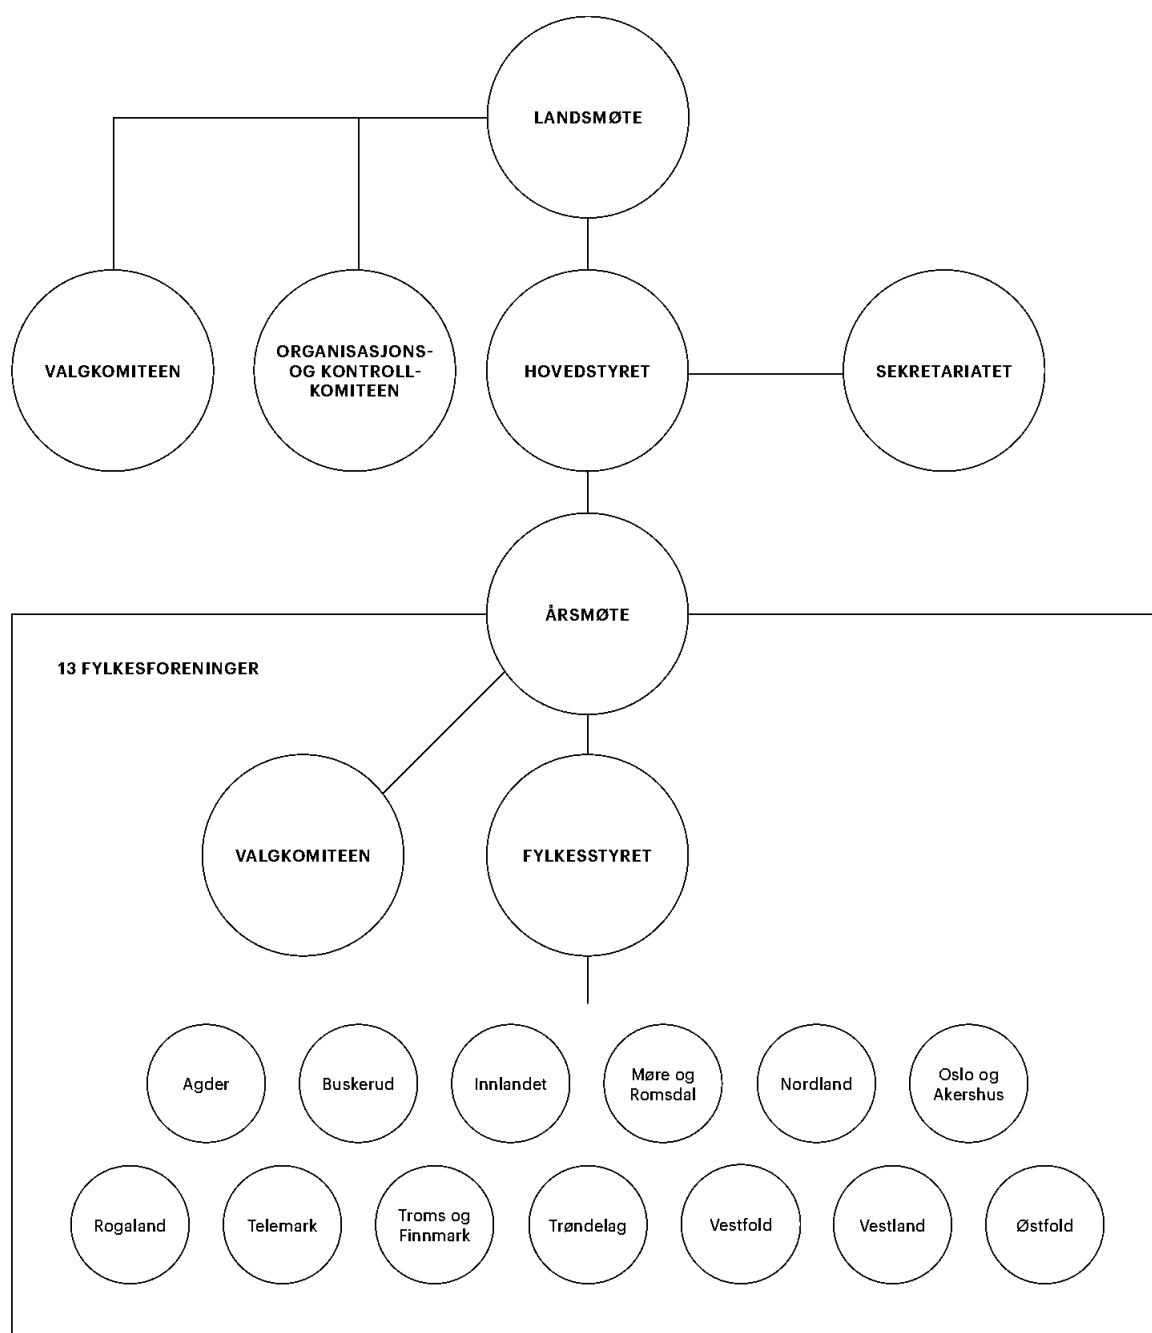 LANDSMØTE
VALGKOMITEEN
ORGANISASJONS-
OG KONTROLL-
KOMITEEN
HOVEDSTYRET
SEKRETARIATET
ÅRSMØTE
13 FYLKESFORENINGER
VALGKOMITEEN
FYLKESSTYRET
Agder
Buskerud
Innlandet
Møre og
Romsdal
Nordland
Oslo og
Akershus
Rogaland
Telemark
Troms og
Finnmark
Trøndelag
Vestfold
Vestland
Østfold